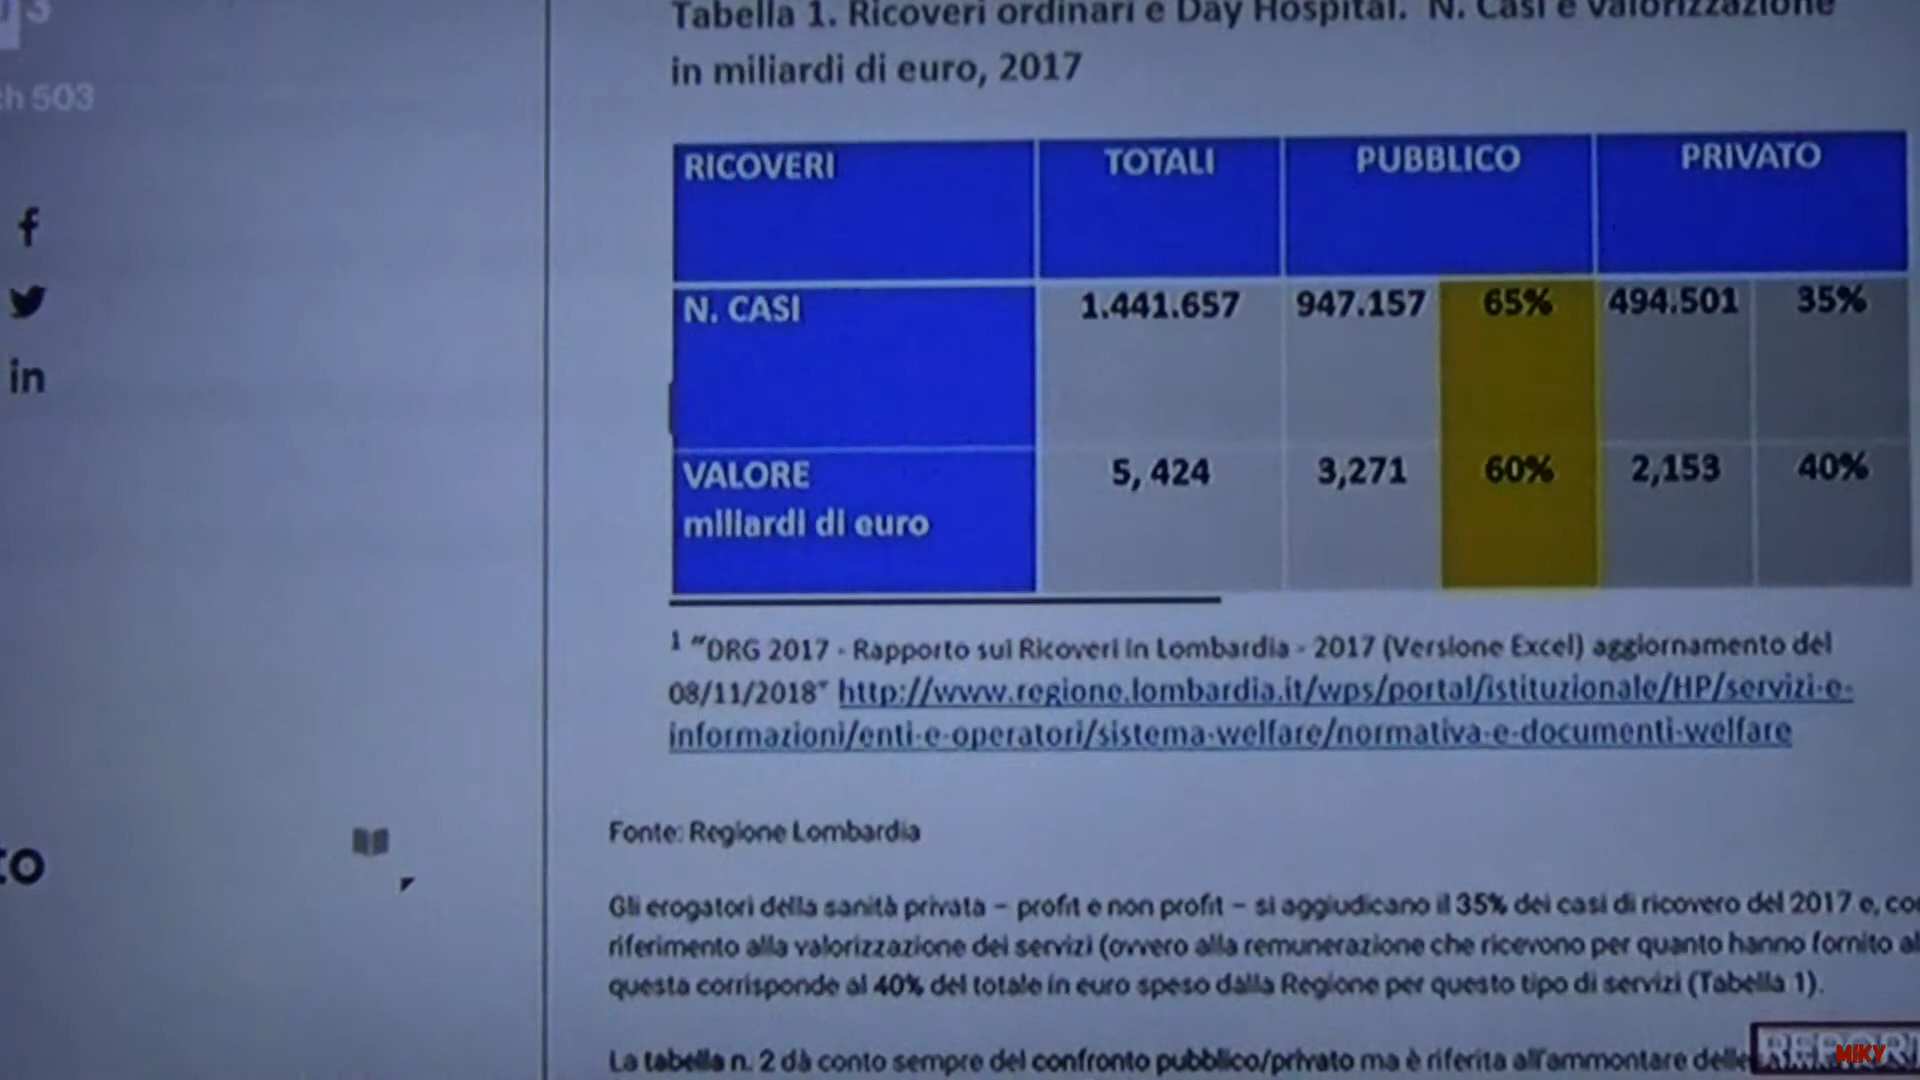 3
ch 503
Tabella 1. Ricoveri ordinari e Day Hospital. N. Casi e valorizzazione
in miliardi di euro, 2017
RICOVERI TOTALI PUBBLICO PRIVATO
N. CASI 1.441.657 947.157 65% 494.501 35%
VALORE
miliardi di euro 5, 424 3,271 60% 2,153 40%
1 "DRG 2017 - Rapporto sui Ricoveri in Lombardia - 2017 (Versione Excel) aggiornamento del
08/11/2018" http://www.regione.lombardia.it/wps/portal/istituzionale/HP/servizi-e-
informazioni/enti-e-operatori/sistema-welfare/normativa-e-documenti-welfare
Fonte: Regione Lombardia
Gli erogatori della sanità privata – profit e non profit – si aggiudicano il 35% dei casi di ricovero del 2017 e, con
riferimento alla valorizzazione dei servizi (ovvero alla remunerazione che ricevono per quanto hanno fornito al
questa corrisponde al 40% del totale in euro speso dalla Regione per questo tipo di servizi (Tabella 1).
La tabella n. 2 dà conto sempre del confronto pubblico/privato ma è riferita all'ammontare delle
REPORT
MIKY
f
in
to